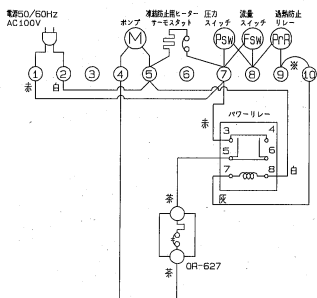 電源50/60Hz
AC100V
ポンプ
凍結防止用ヒーター
サーモスタット
圧力
スイッチ
流量
スイッチ
過熱防止
リレー
M
PSW
FSW
PrR
1 2 3 4 5 6 7 8 9 ※ 10
赤 白
パワーリレー
赤
3 4
5 6
7 8
白
灰
茶
OR-627
茶